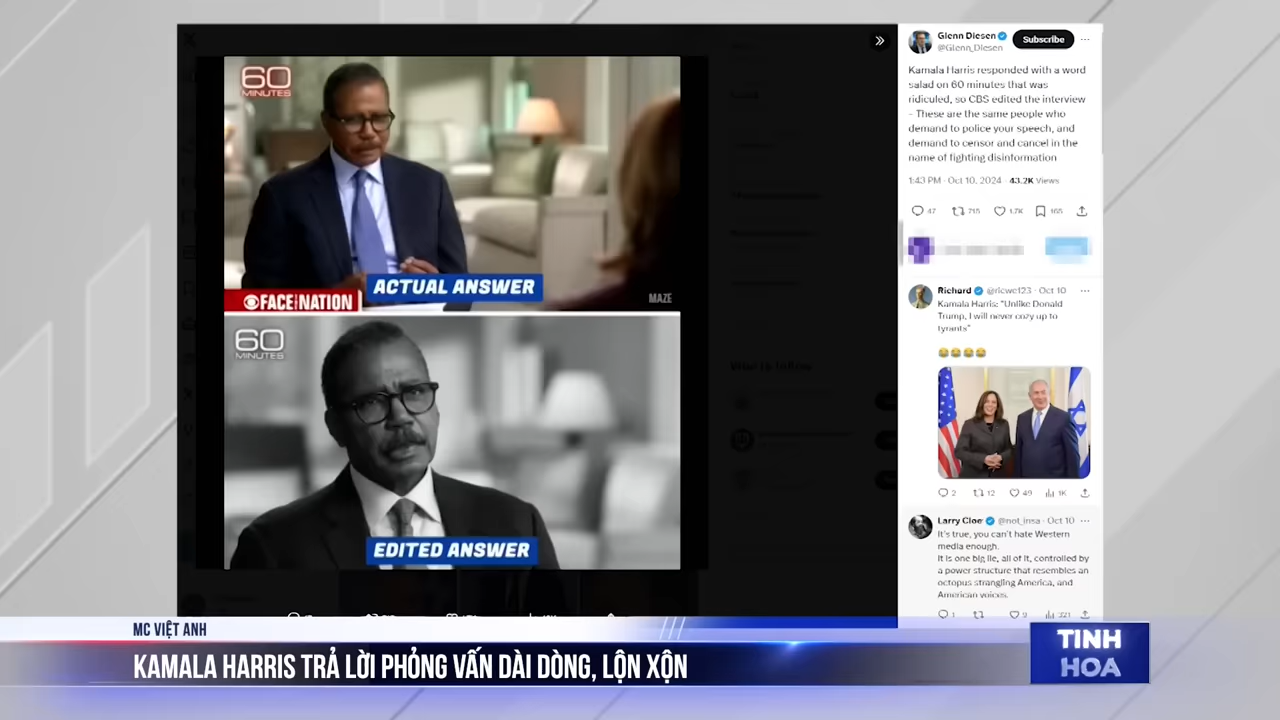 60
MINUTES
ACTUAL ANSWER
FACE THE NATION
MAZE
60
MINUTES
EDITED ANSWER
Glenn Diesen
@Glenn_Diesen
Subscribe
Kamala Harris responded with a word
salad on 60 minutes that was
ridiculed, so CBS edited the interview
- These are the same people who
demand to police your speech, and
demand to censor and cancel in the
name of fighting disinformation
1:43 PM · Oct 10, 2024 · 43.2K Views
47 715 1.7K 165
Richard @ricwe123 · Oct 10
Kamala Harris: "Unlike Donald
Trump, I will never cozy up to
tyrants"
😂😂😂😂
2 12 49 1K
Larry Cloe @not_insa · Oct 10
It's true, you can't hate Western
media enough.
It is one big lie, all of it, controlled by
a power structure that resembles an
octopus strangling America, and
American voices.
1 9 221
What to follow
MC VIỆT ANH
KAMALA HARRIS TRẢ LỜI PHỎNG VẤN DÀI DÒNG, LỘN XỘN
TINH
HOA